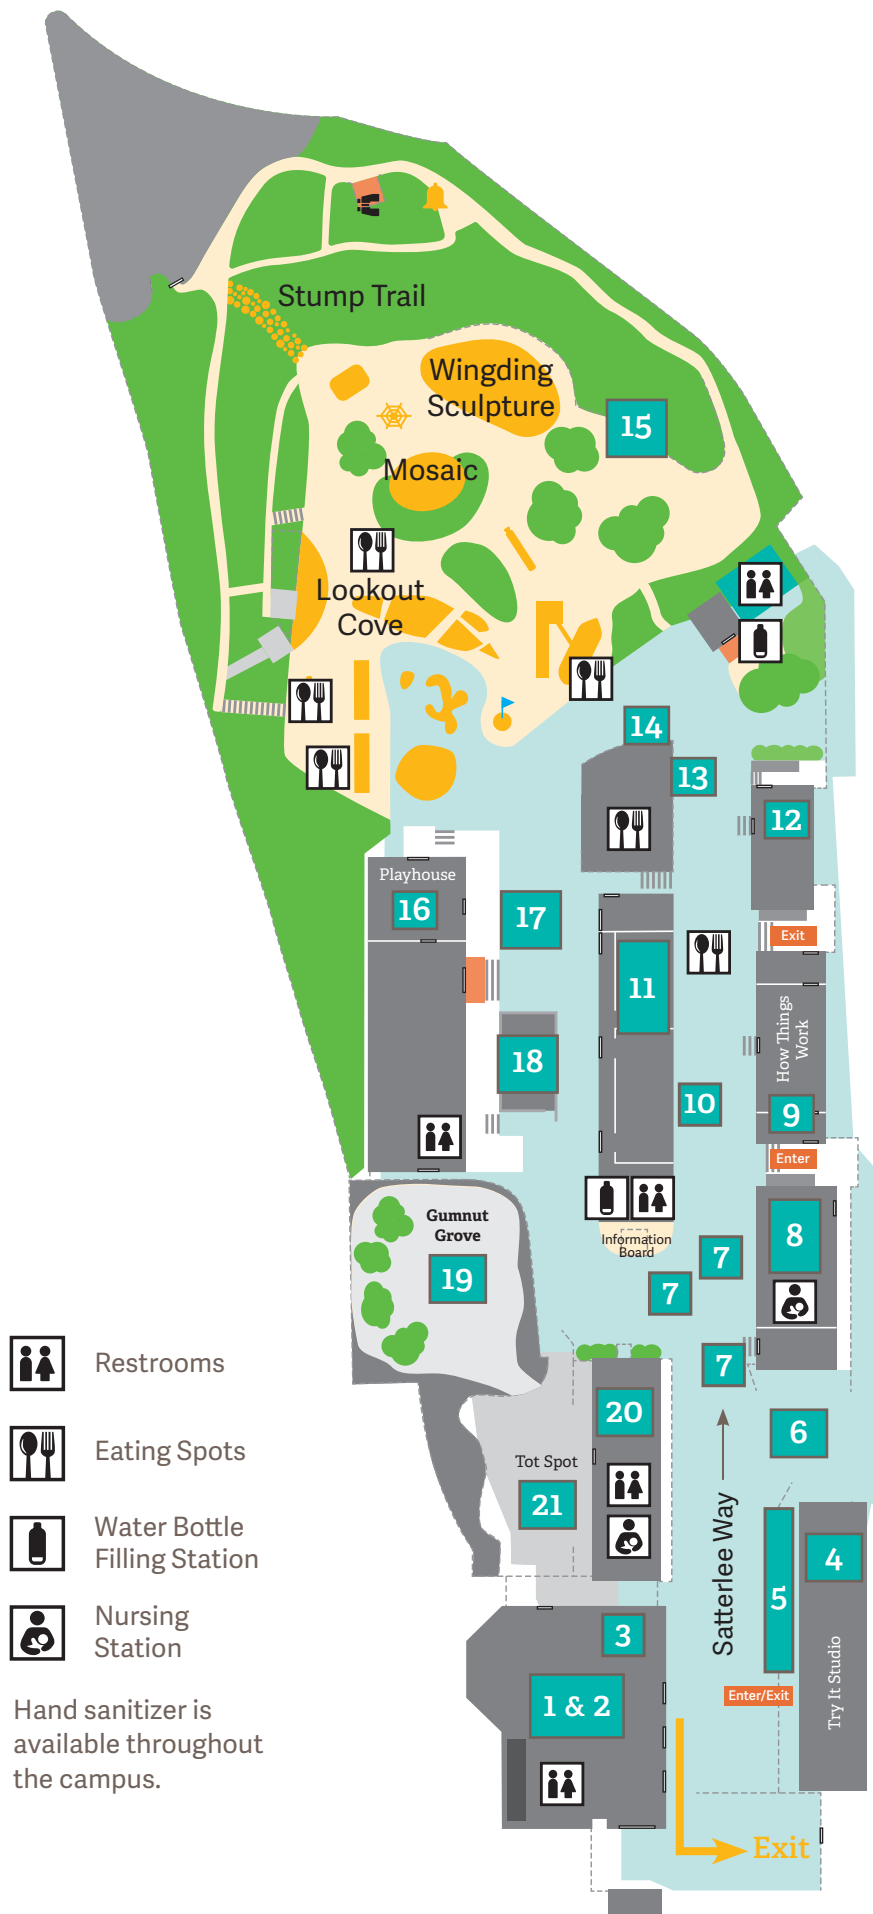 Stump Trail
Wingding
Sculpture
15
Mosaic
Lookout
Cove
14
13
12
Playhouse
16
17
Exit
11
How Things
Work
18
10
9
Enter
Gumnut
Grove
19
Information
Board
8
7
7
7
20
6
Tot Spot
21
Satterlee Way
5
4
Try It Studio
3
1 & 2
Enter/Exit
Exit
Restrooms
Eating Spots
Water Bottle
Filling Station
Nursing
Station
Hand sanitizer is
available throughout
the campus.